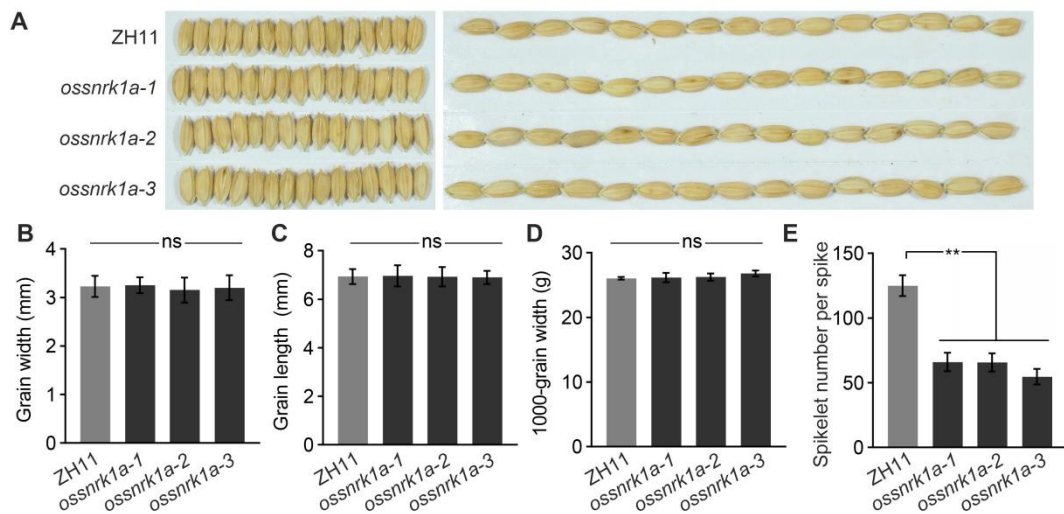 A
ZH11
ossnrk1a-1
ossnrk1a-2
ossnrk1a-3
B
ns
Grain width (mm)
4
3
2
1
0
ZH11
ossnrk1a-1
ossnrk1a-2
ossnrk1a-3
C
ns
Grain length (mm)
9
6
3
0
ZH11
ossnrk1a-1
ossnrk1a-2
ossnrk1a-3
D
ns
1000-grain width (g)
30
20
10
0
ZH11
ossnrk1a-1
ossnrk1a-2
ossnrk1a-3
E
**
Spikelet number per spike
150
100
50
0
ZH11
ossnrk1a-1
ossnrk1a-2
ossnrk1a-3